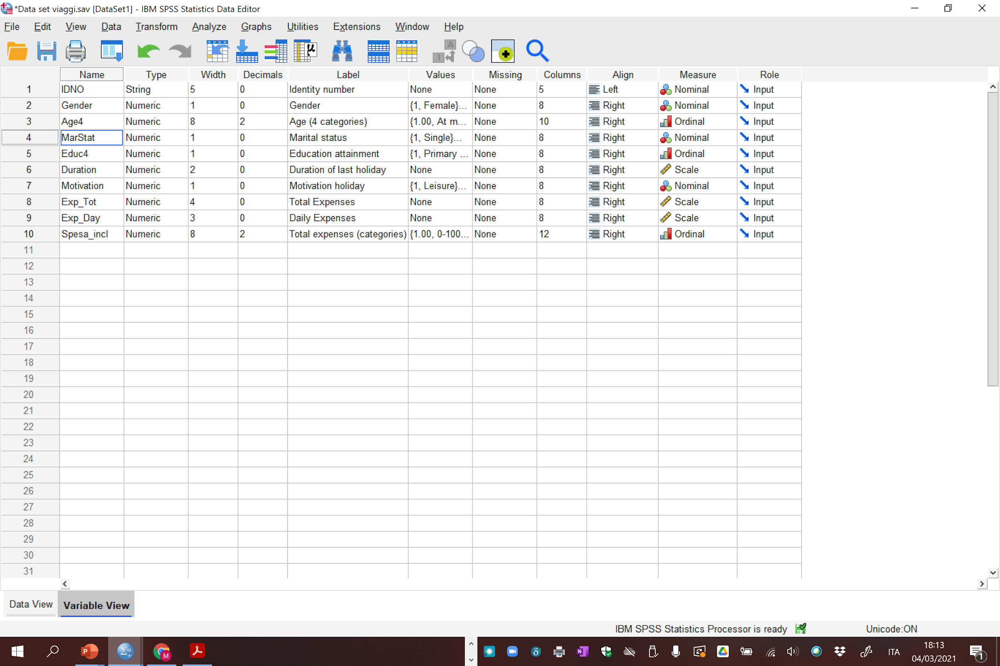 *Data set viaggi.sav [DataSet1] - IBM SPSS Statistics Data Editor
File Edit View Data Transform Analyze Graphs Utilities Extensions Window Help
Name Type Width Decimals Label Values Missing Columns Align Measure Role
1 IDNO String 5 0 Identity number None None 5 Left Nominal Input
2 Gender Numeric 1 0 Gender {1, Female}... None 8 Right Nominal Input
3 Age4 Numeric 8 2 Age (4 categories) {1.00, At m... None 10 Right Ordinal Input
4 MarStat Numeric 1 0 Marital status {1, Single}... None 8 Right Nominal Input
5 Educ4 Numeric 1 0 Education attainment {1, Primary ... None 8 Right Ordinal Input
6 Duration Numeric 2 0 Duration of last holiday None None 8 Right Scale Input
7 Motivation Numeric 1 0 Motivation holiday {1, Leisure}... None 8 Right Nominal Input
8 Exp_Tot Numeric 4 0 Total Expenses None None 8 Right Scale Input
9 Exp_Day Numeric 3 0 Daily Expenses None None 8 Right Scale Input
10 Spesa_incl Numeric 8 2 Total expenses (categories) {1.00, 0-100... None 12 Right Ordinal Input
11
12
13
14
15
16
17
18
19
20
21
22
23
24
25
26
27
28
29
30
31
Data View Variable View
IBM SPSS Statistics Processor is ready Unicode:ON
ITA 18:13
04/03/2021 1